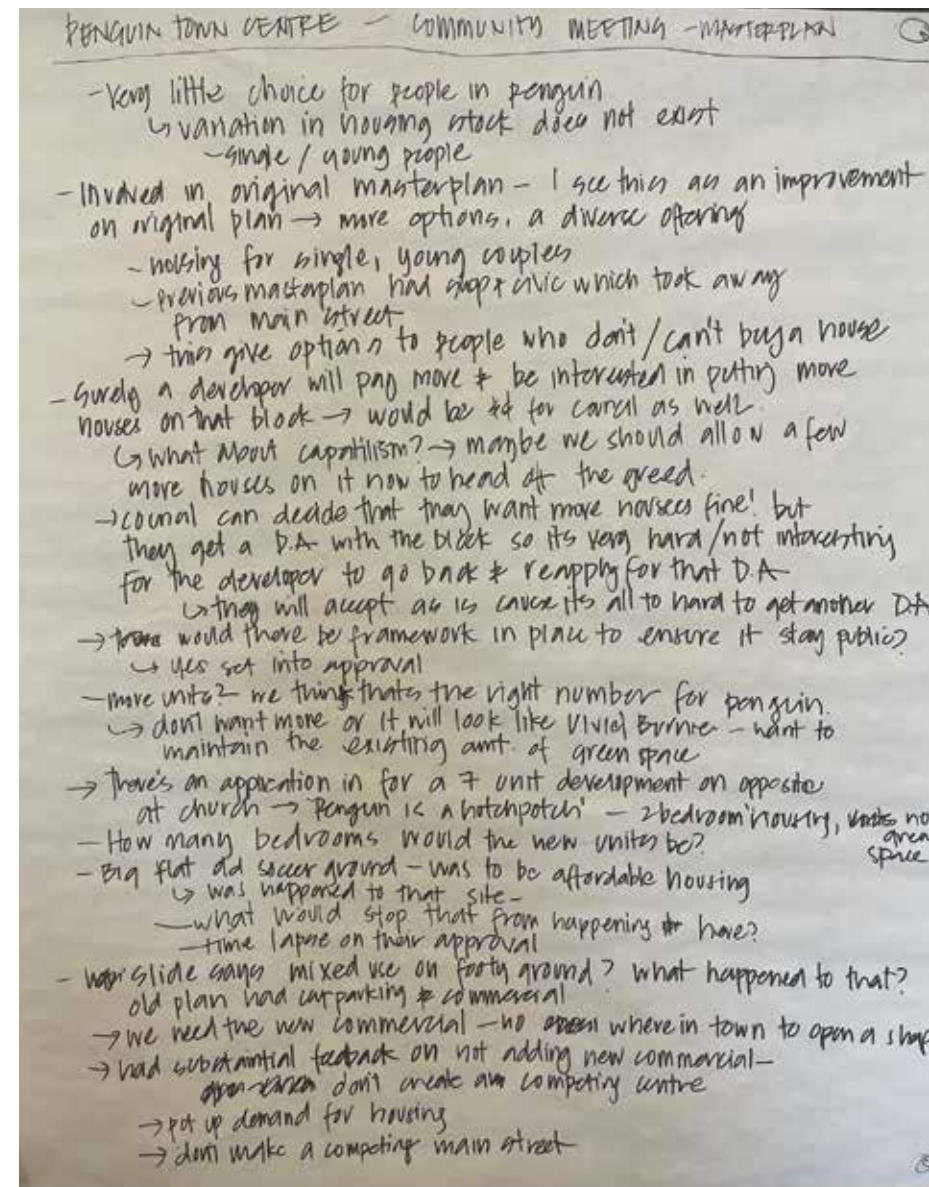 PENGUIN TOWN CENTRE - COMMUNITY MEETING - MASTERPLAN
- Very little choice for people in penguin
↳ variation in housing stock does not exist
- single / young people
- Involved in original masterplan - I see this as an improvement
on original plan → more options, a diverse offering
- housing for single, young couples
- previous masterplan had shop + civic which took away
from main street
→ this give options to people who don't / can't buy a house
- Surely a developer will pay more & be interested in putting more
houses on that block → would be $$ for council as well.
↳ what about capatilism? → maybe we should allow a few
more houses on it now to head off the greed.
→ council can decide that they want more houses fine! but
they get a D.A with the block so its very hard / not interesting
for the developer to go back & reapply for that D.A
↳ they will accept as is cause its all to hard to get another D.A
→ would there be framework in place to ensure it stay public?
↳ yes set into approval
- more units? - we think thats the right number for penguin.
↳ dont want more or it will look like Vivid Burnie - want to
maintain the existing amt. of green space
→ There's an application in for a 7 unit development on opposite
at church → 'Penguin is a hotchpotch' - 2 bedroom housing, no
green
space
- How many bedrooms would the new units be?
- Big flat old soccer ground - was to be affordable housing
↳ was happened to that site -
- what would stop that from happening here?
- time lapse on their approval
- slide says mixed use on footy ground? what happened to that?
old plan had carparking & commercial
→ we need the new commercial - no where in town to open a shop
→ had substantial feedback on not adding new commercial -
don't create competing centre
→ put up demand for housing
→ don't make a competing main street